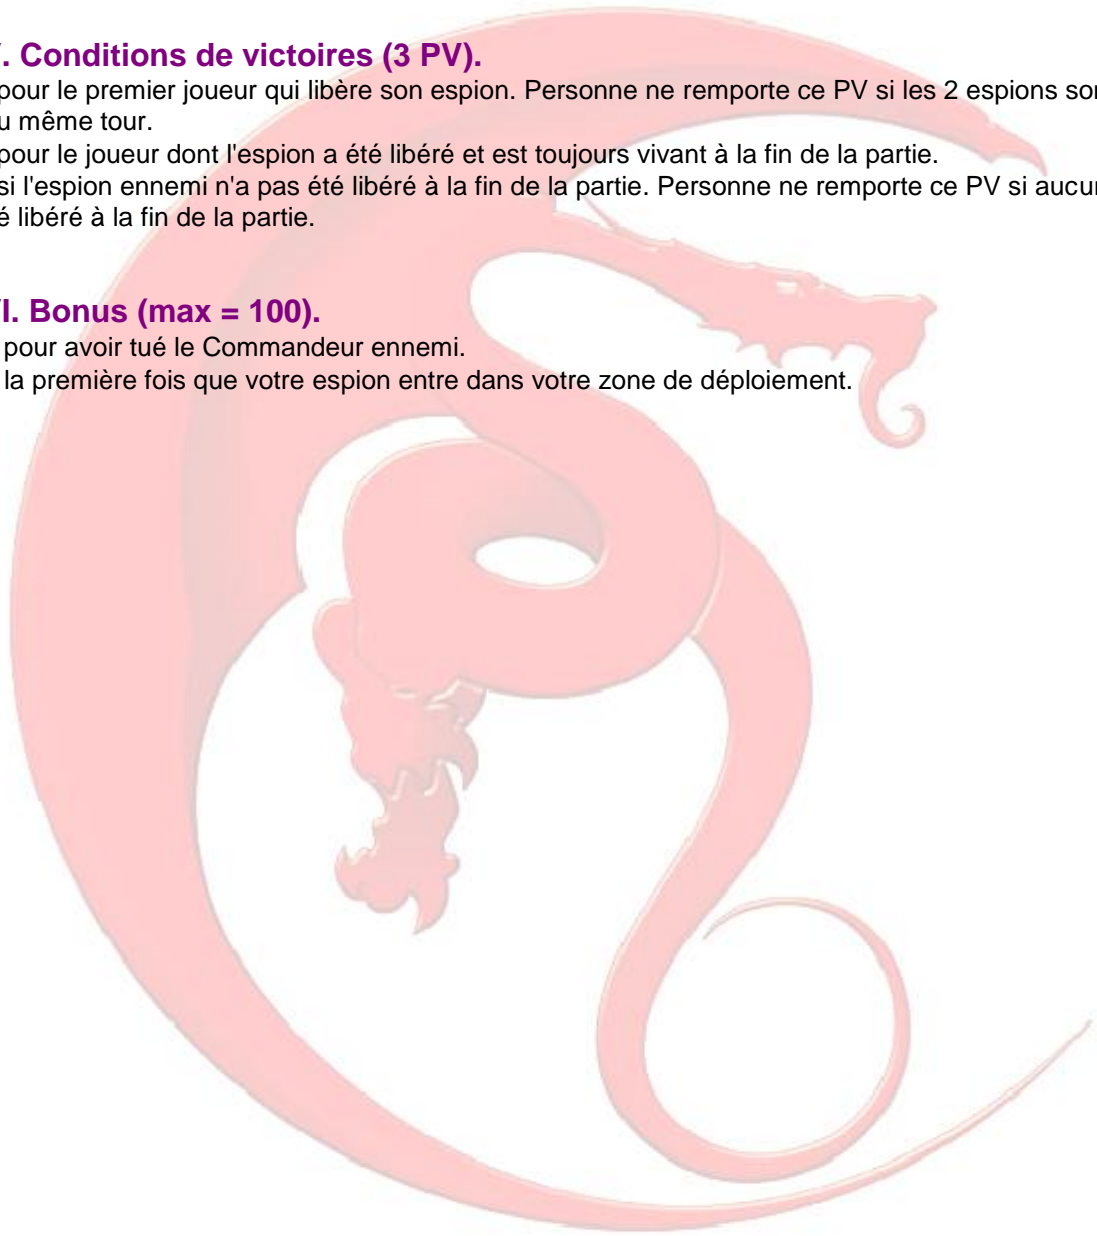 . Conditions de victoires (3 PV).
pour le premier joueur qui libère son espion. Personne ne remporte ce PV si les 2 espions
u même tour.
pour le joueur dont l'espion a été libéré et est toujours vivant à la fin de la partie.
si l'espion ennemi n'a pas été libéré à la fin de la partie. Personne ne remporte ce PV si
é libéré à la fin de la partie.
I. Bonus (max = 100).
pour avoir tué le Commandeur ennemi.
la première fois que votre espion entre dans votre zone de déploiement.